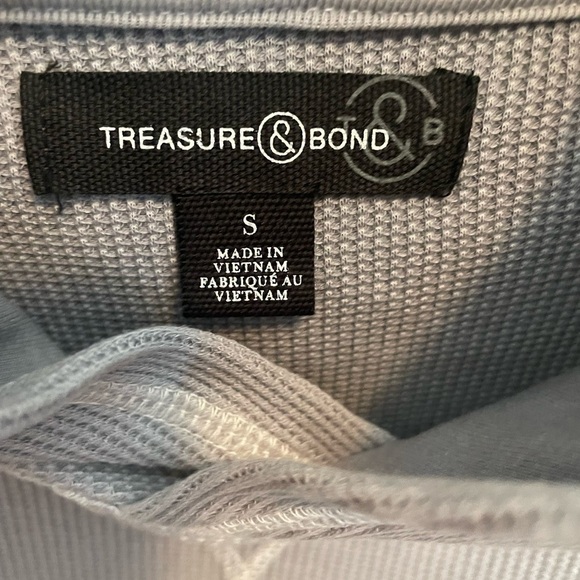 TREASURE & BOND
T & B
S
MADE IN
VIETNAM
FABRIQUÉ AU
VIETNAM